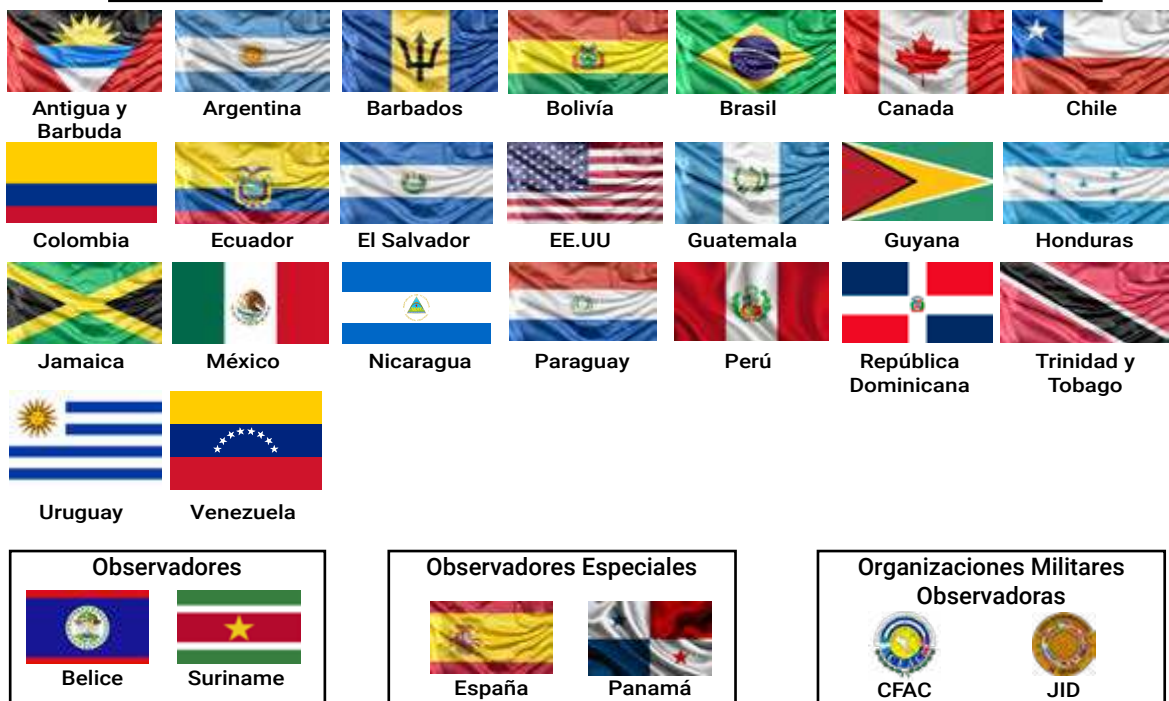 Antigua y
Barbuda
Argentina
Barbados
Bolivía
Brasil
Canada
Chile
Colombia
Ecuador
El Salvador
EE.UU
Guatemala
Guyana
Honduras
Jamaica
México
Nicaragua
Paraguay
Perú
República
Dominicana
Trinidad y
Tobago
Uruguay
Venezuela
Observadores
Belice
Suriname
Observadores Especiales
España
Panamá
Organizaciones Militares
Observadoras
CFAC
JID